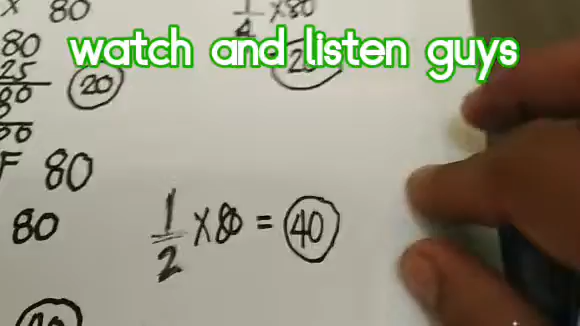 x 80
1/4 x 80
80
25
20
watch and listen guys
F 80
80
1/2 x 80 = 40